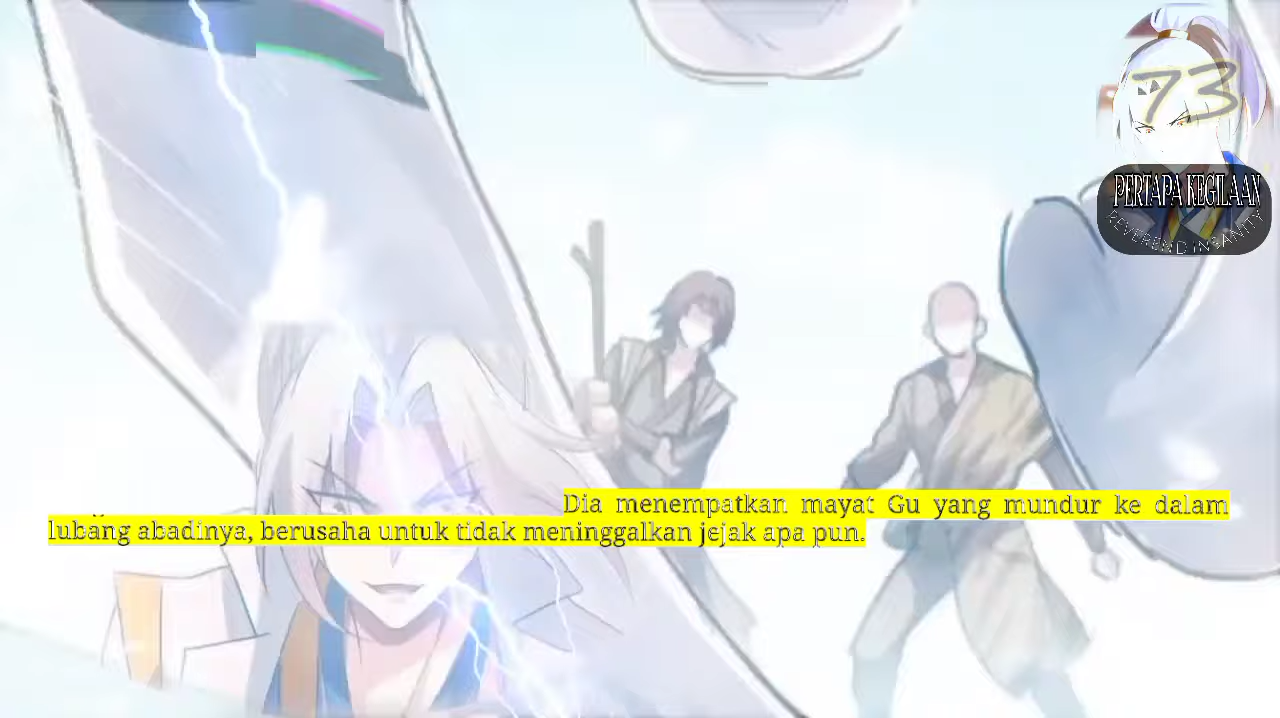 73
PERTAPA KEGILAAN
REVEREND INSANITY
Dia menempatkan mayat Gu yang mundur ke dalam
lubang abadinya, berusaha untuk tidak meninggalkan jejak apa pun.